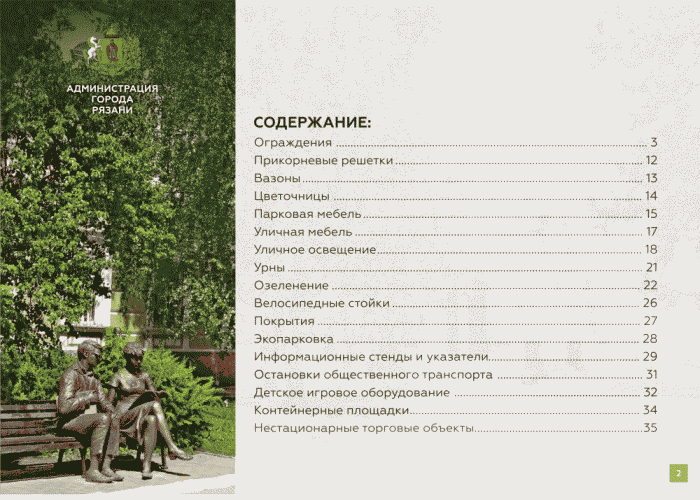 АДМИНИСТРАЦИЯ
ГОРОДА
РЯЗАНИ
СОДЕРЖАНИЕ:
Ограждения 3
Прикорневые решетки 12
Вазоны 13
Цветочницы 14
Парковая мебель 15
Уличная мебель 17
Уличное освещение 18
Урны 21
Озеленение 22
Велосипедные стойки 26
Покрытия 27
Экопарковка 28
Информационные стенды и указатели 29
Остановки общественного транспорта 31
Детское игровое оборудование 32
Контейнерные площадки 34
Нестационарные торговые объекты 35
2